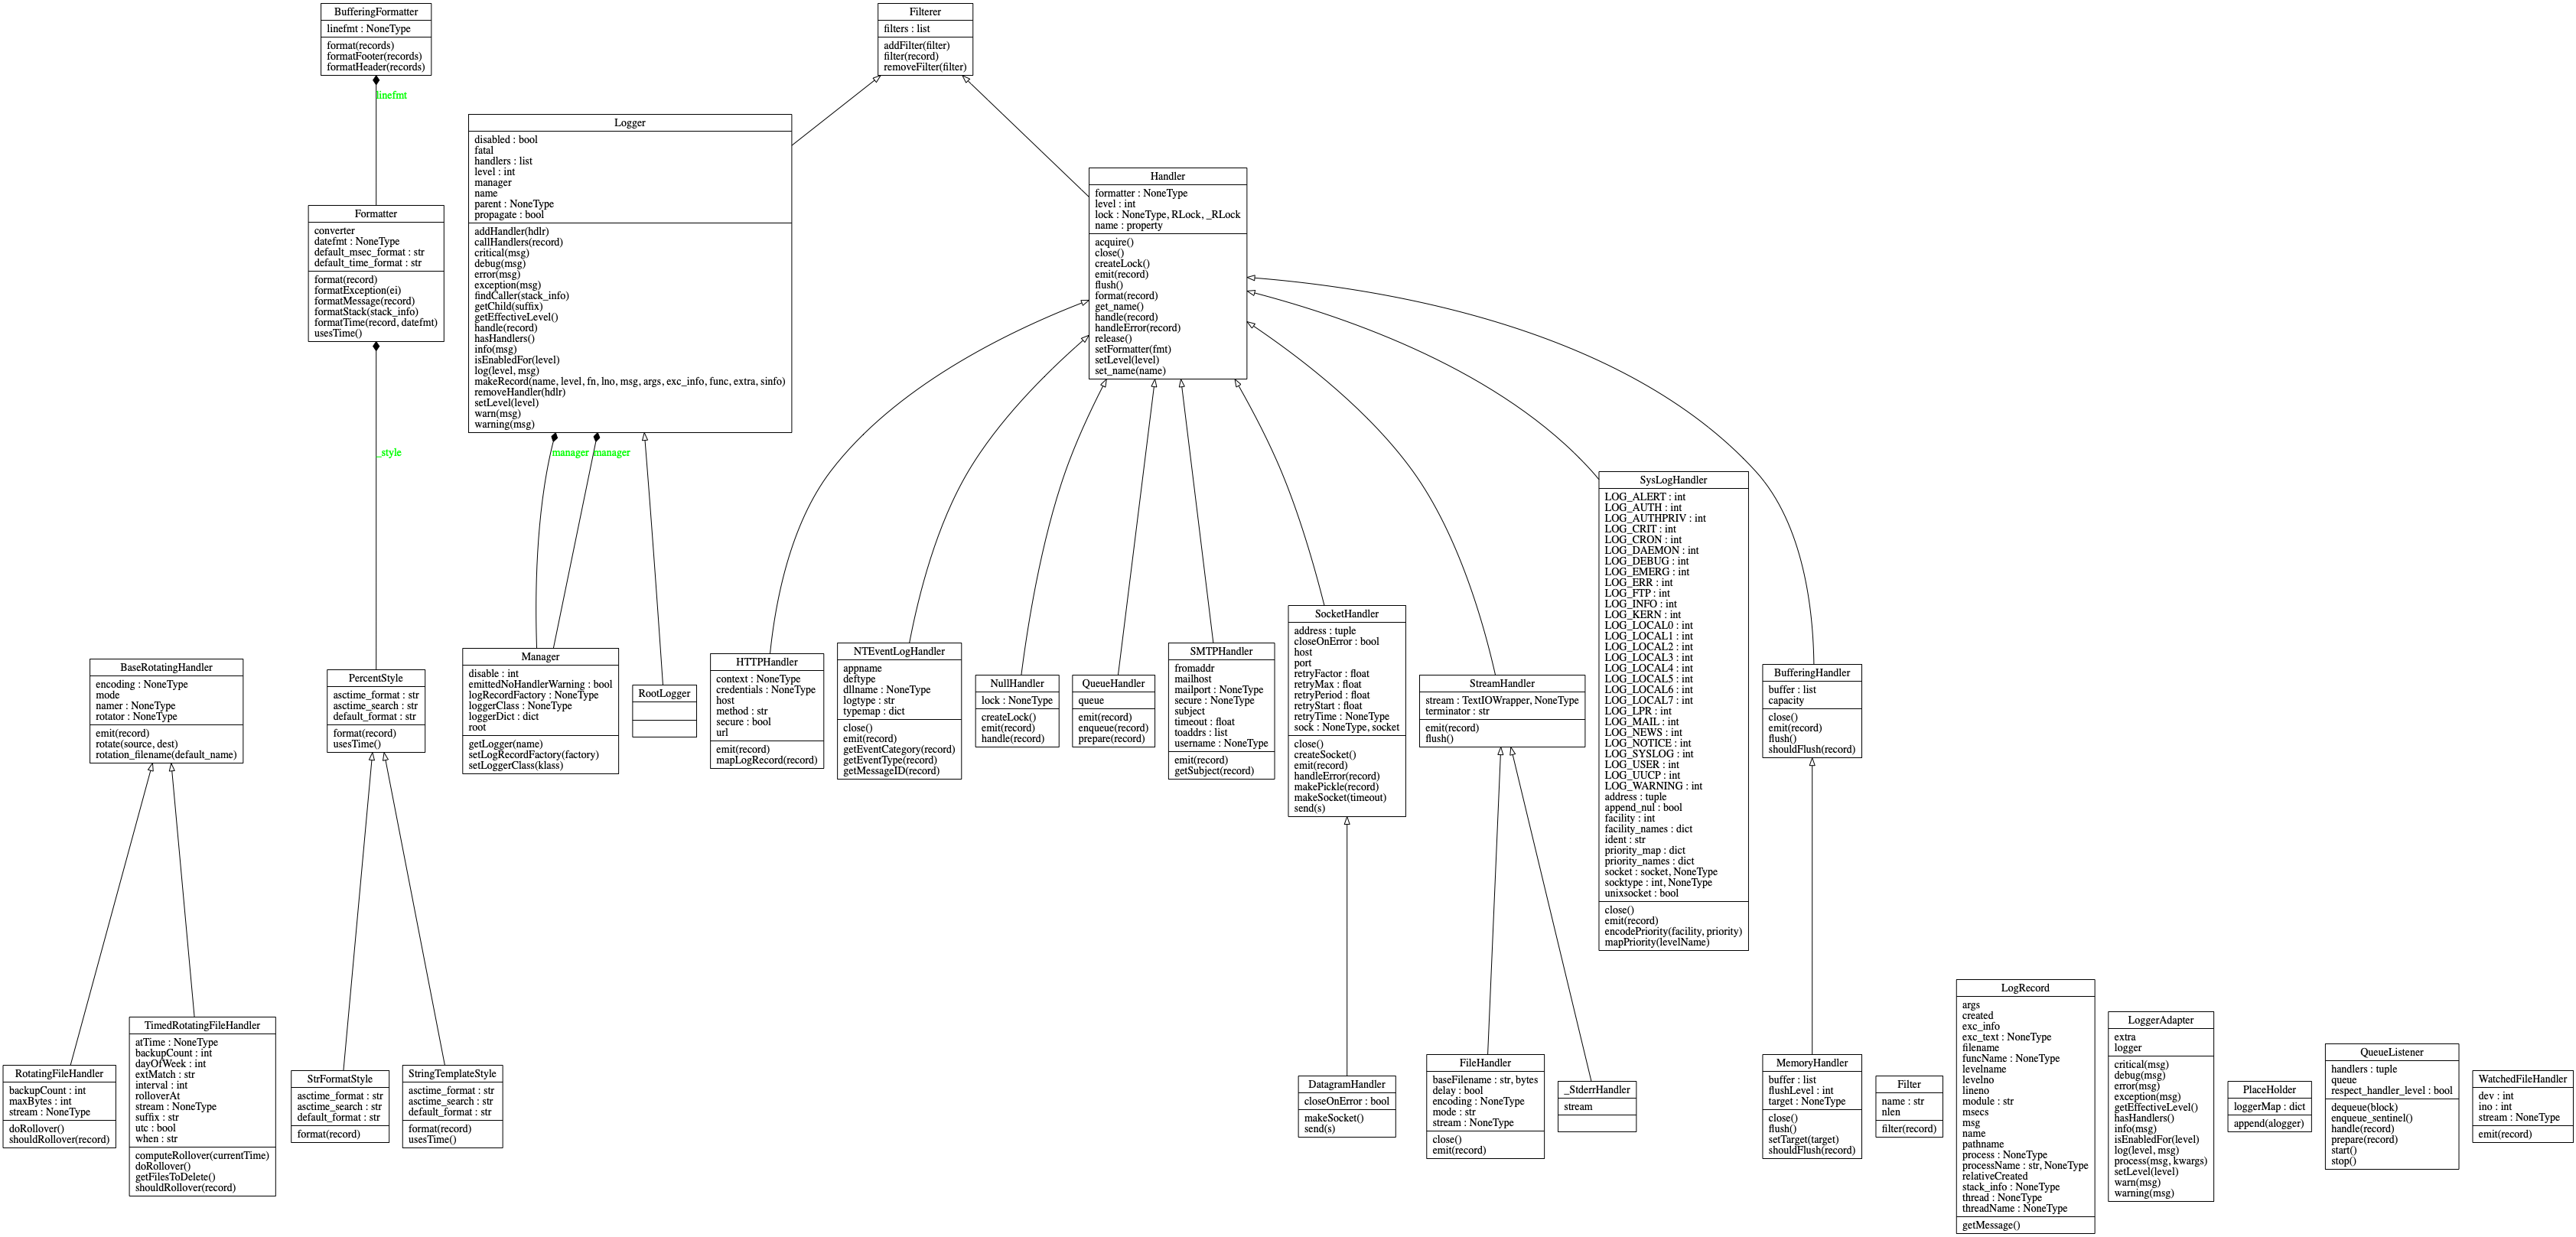 BufferingFormatter
linefmt : NoneType
format(records)
formatFooter(records)
formatHeader(records)
linefmt
Filterer
filters : list
addFilter(filter)
filter(record)
removeFilter(filter)
Logger
disabled : bool
fatal
handlers : list
level : int
manager
name
parent : NoneType
propagate : bool
addHandler(hdlr)
callHandlers(record)
critical(msg)
debug(msg)
error(msg)
exception(msg)
findCaller(stack_info)
getChild(suffix)
getEffectiveLevel()
handle(record)
hasHandlers()
info(msg)
isEnabledFor(level)
log(level, msg)
makeRecord(name, level, fn, lno, msg, args, exc_info, func, extra, sinfo)
removeHandler(hdlr)
setLevel(level)
warn(msg)
warning(msg)
Handler
formatter : NoneType
level : int
lock : NoneType, RLock, _RLock
name : property
acquire()
close()
createLock()
emit(record)
flush()
format(record)
get_name()
handle(record)
handleError(record)
release()
setFormatter(fmt)
setLevel(level)
set_name(name)
Formatter
converter
datefmt : NoneType
default_msec_format : str
default_time_format : str
format(record)
formatException(ei)
formatMessage(record)
formatStack(stack_info)
formatTime(record, datefmt)
usesTime()
_style
manager
manager
BaseRotatingHandler
encoding : NoneType
mode
namer : NoneType
rotator : NoneType
emit(record)
rotate(source, dest)
rotation_filename(default_name)
PercentStyle
asctime_format : str
asctime_search : str
default_format : str
format(record)
usesTime()
Manager
disable : int
emittedNoHandlerWarning : bool
logRecordFactory : NoneType
loggerClass : NoneType
loggerDict : dict
root
getLogger(name)
setLogRecordFactory(factory)
setLoggerClass(klass)
RootLogger
HTTPHandler
context : NoneType
credentials : NoneType
host
method : str
secure : bool
url
emit(record)
mapLogRecord(record)
NTEventLogHandler
appname
deftype
dllname : NoneType
logtype : str
typemap : dict
close()
emit(record)
getEventCategory(record)
getEventType(record)
getMessageID(record)
NullHandler
lock : NoneType
createLock()
emit(record)
handle(record)
QueueHandler
queue
emit(record)
enqueue(record)
prepare(record)
SMTPHandler
fromaddr
mailhost
mailport : NoneType
password
secure : NoneType
subject
timeout : float
toaddrs : list
username : NoneType
emit(record)
getSubject(record)
SocketHandler
address : tuple
closeOnError : bool
host
port
retryFactor : float
retryMax : float
retryPeriod : float
retryStart : float
retryTime : NoneType
sock : NoneType, socket
close()
createSocket()
emit(record)
handleError(record)
makePickle(record)
makeSocket(timeout)
send(s)
StreamHandler
stream : TextIOWrapper, NoneType
terminator : str
emit(record)
flush()
SysLogHandler
LOG_ALERT : int
LOG_AUTH : int
LOG_AUTHPRIV : int
LOG_CRIT : int
LOG_CRON : int
LOG_DAEMON : int
LOG_DEBUG : int
LOG_EMERG : int
LOG_ERR : int
LOG_FTP : int
LOG_INFO : int
LOG_KERN : int
LOG_LOCAL0 : int
LOG_LOCAL1 : int
LOG_LOCAL2 : int
LOG_LOCAL3 : int
LOG_LOCAL4 : int
LOG_LOCAL5 : int
LOG_LOCAL6 : int
LOG_LOCAL7 : int
LOG_LPR : int
LOG_MAIL : int
LOG_NEWS : int
LOG_NOTICE : int
LOG_SYSLOG : int
LOG_USER : int
LOG_UUCP : int
LOG_WARNING : int
address : tuple
append_nul : bool
facility : int
facility_names : dict
ident : str
priority_map : dict
priority_names : dict
socket : socket, NoneType
socktype : int, NoneType
unixsocket : bool
close()
emit(record)
encodePriority(facility, priority)
mapPriority(levelName)
BufferingHandler
buffer : list
capacity
close()
emit(record)
flush()
shouldFlush(record)
RotatingFileHandler
backupCount : int
maxBytes : int
stream : NoneType
doRollover()
shouldRollover(record)
TimedRotatingFileHandler
atTime : NoneType
backupCount : int
dayOfWeek : int
extMatch : str
interval : int
rolloverAt
stream : NoneType
suffix : str
utc : bool
when : str
computeRollover(currentTime)
doRollover()
getFilesToDelete()
shouldRollover(record)
StrFormatStyle
asctime_format : str
asctime_search : str
default_format : str
format(record)
StringTemplateStyle
asctime_format : str
asctime_search : str
default_format : str
format(record)
usesTime()
DatagramHandler
closeOnError : bool
makeSocket()
send(s)
FileHandler
baseFilename : str, bytes
delay : bool
encoding : NoneType
mode : str
stream : NoneType
close()
emit(record)
_StderrHandler
stream
MemoryHandler
buffer : list
flushLevel : int
target : NoneType
close()
flush()
setTarget(target)
shouldFlush(record)
Filter
name : str
nlen
filter(record)
LogRecord
args
created
exc_info
exc_text : NoneType
filename
funcName : NoneType
levelname
levelno
lineno
module : str
msecs
msg
name
pathname
process : NoneType
processName : str, NoneType
relativeCreated
stack_info : NoneType
thread : NoneType
threadName : NoneType
getMessage()
LoggerAdapter
extra
logger
critical(msg)
debug(msg)
error(msg)
exception(msg)
getEffectiveLevel()
hasHandlers()
info(msg)
isEnabledFor(level)
log(level, msg)
process(msg, kwargs)
setLevel(level)
warn(msg)
warning(msg)
PlaceHolder
loggerMap : dict
append(alogger)
QueueListener
handlers : tuple
queue
respect_handler_level : bool
dequeue(block)
enqueue_sentinel()
handle(record)
prepare(record)
start()
stop()
WatchedFileHandler
dev : int
ino : int
stream : NoneType
emit(record)